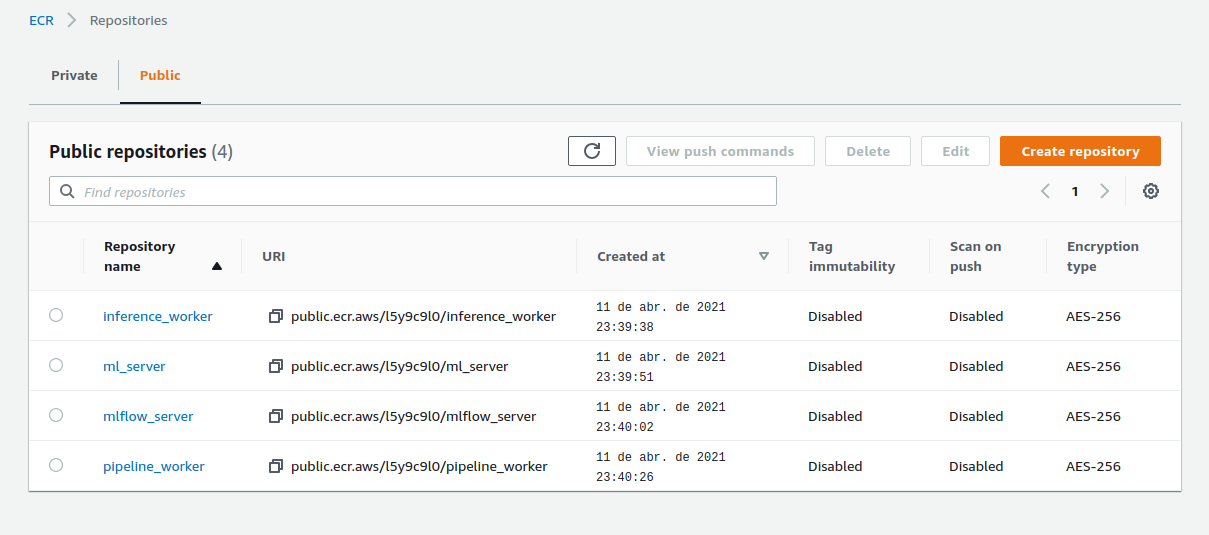 ECR > Repositories
Private
Public
Public repositories (4)
View push commands
Delete
Edit
Create repository
Find repositories
1
Repository name
URI
Created at
Tag immutability
Scan on push
Encryption type
inference_worker public.ecr.aws/l5y9c9l0/inference_worker 11 de abr. de 2021 23:39:38 Disabled Disabled AES-256
ml_server public.ecr.aws/l5y9c9l0/ml_server 11 de abr. de 2021 23:39:51 Disabled Disabled AES-256
mlflow_server public.ecr.aws/l5y9c9l0/mlflow_server 11 de abr. de 2021 23:40:02 Disabled Disabled AES-256
pipeline_worker public.ecr.aws/l5y9c9l0/pipeline_worker 11 de abr. de 2021 23:40:26 Disabled Disabled AES-256